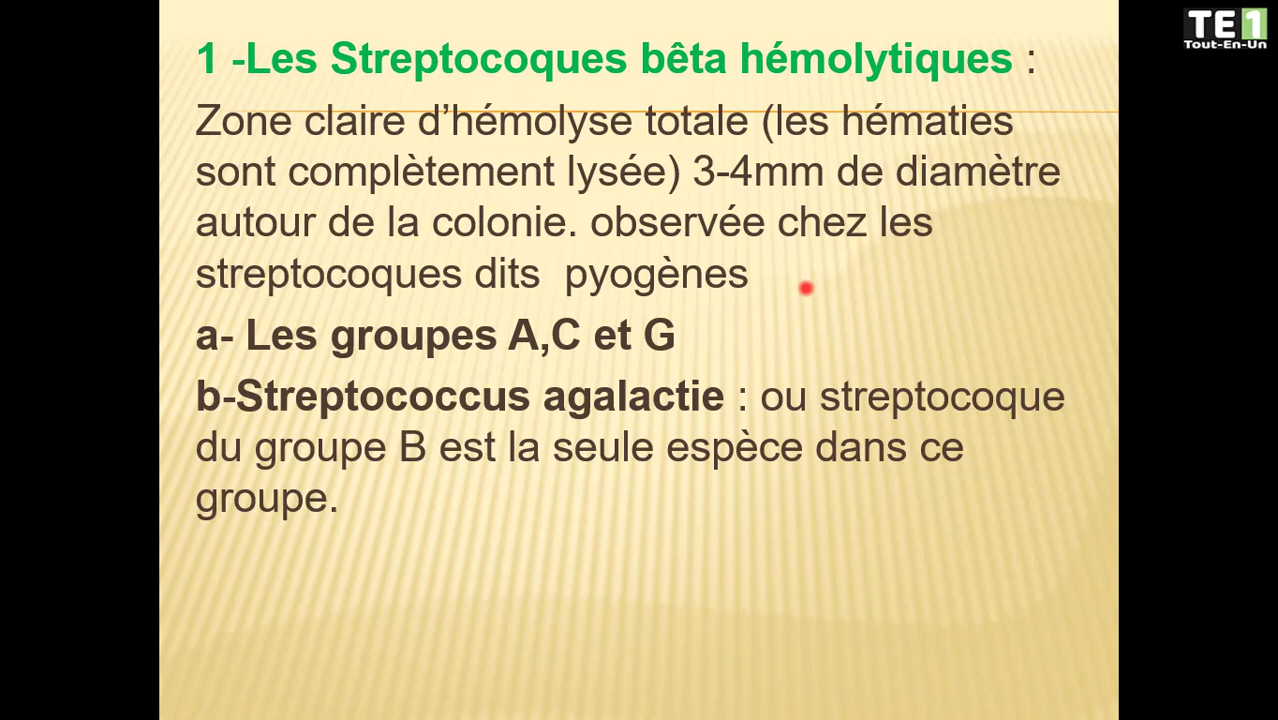 TE1
Tout-En-Un
1 -Les Streptocoques bêta hémolytiques :
Zone claire d’hémolyse totale (les hématies
sont complètement lysée) 3-4mm de diamètre
autour de la colonie. observée chez les
streptocoques dits  pyogènes
a- Les groupes A,C et G
b-Streptococcus agalactie : ou streptocoque
du groupe B est la seule espèce dans ce
groupe.